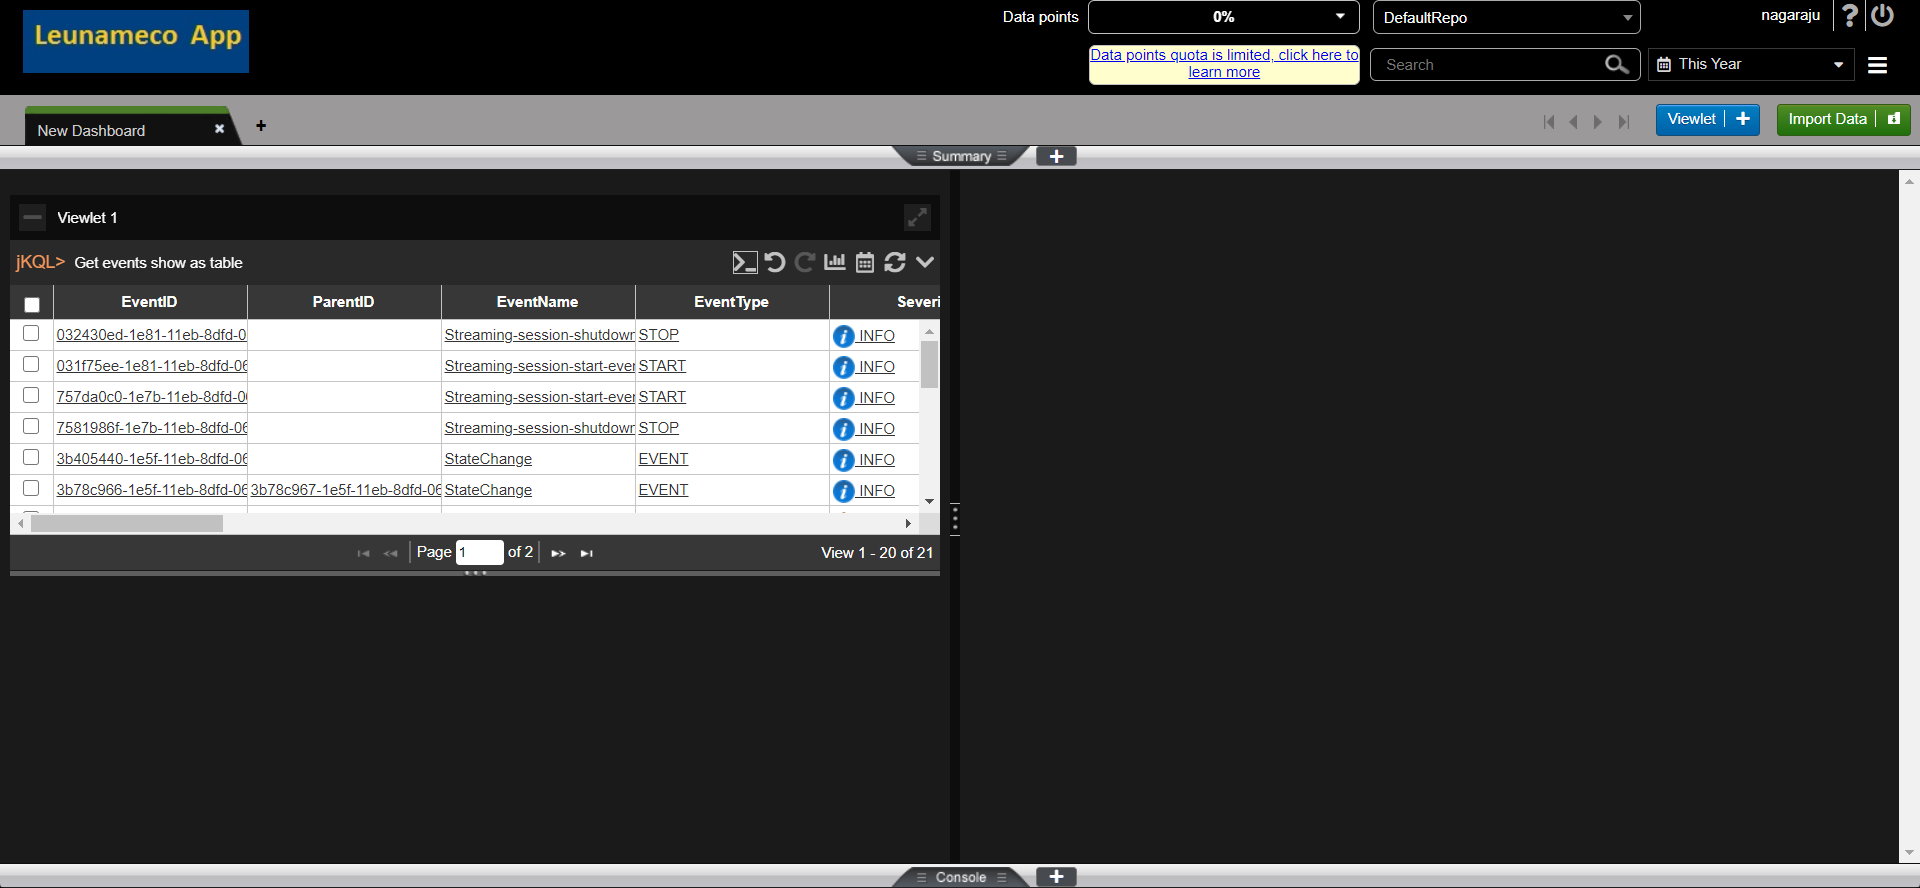 Leunameco App
Data points
0%
DefaultRepo
nagaraju
Data points quota is limited, click here to
learn more
Search
This Year
New Dashboard
Viewlet
Import Data
Summary
Viewlet 1
jKQL> Get events show as table
EventID ParentID EventName EventType Severi
032430ed-1e81-11eb-8dfd-0 Streaming-session-shutdown STOP INFO
031f75ee-1e81-11eb-8dfd-06 Streaming-session-start-ever START INFO
757da0c0-1e7b-11eb-8dfd-0 Streaming-session-start-ever START INFO
7581986f-1e7b-11eb-8dfd-06 Streaming-session-shutdown STOP INFO
3b405440-1e5f-11eb-8dfd-06 StateChange EVENT INFO
3b78c966-1e5f-11eb-8dfd-06 3b78c967-1e5f-11eb-8dfd-06 StateChange EVENT INFO
Page 1 of 2
View 1 - 20 of 21
Console